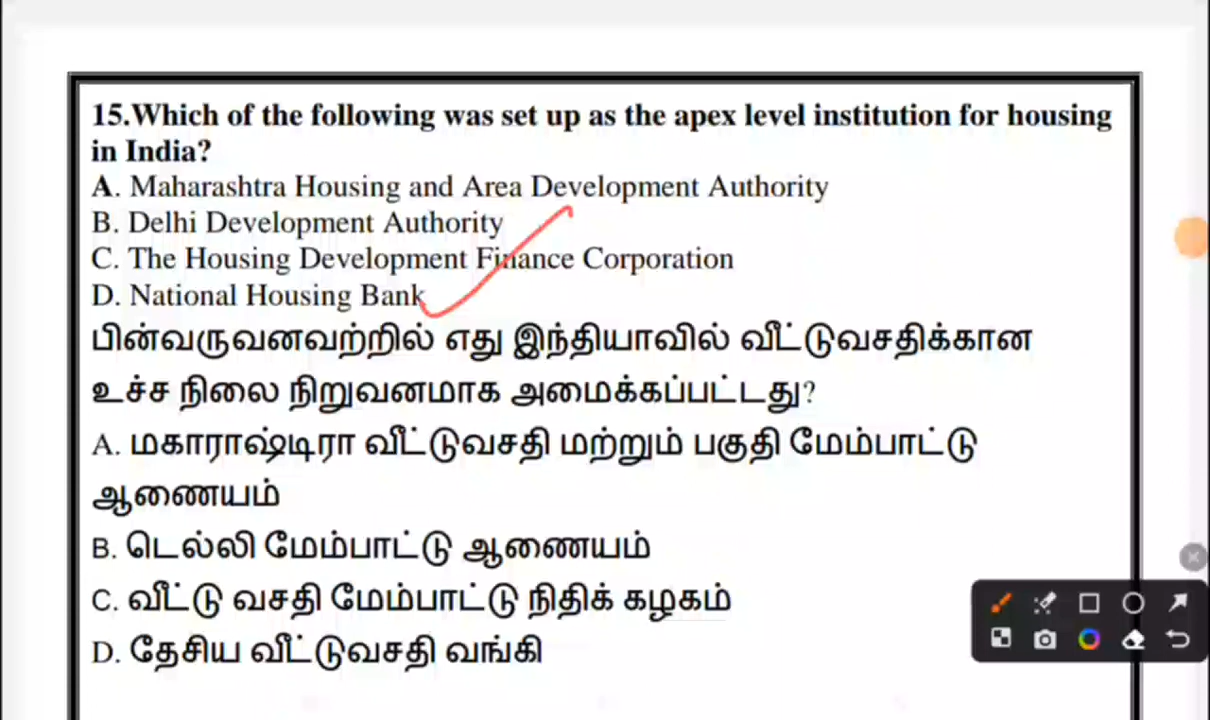 15.Which of the following was set up as the apex level institution for housing
in India?
A. Maharashtra Housing and Area Development Authority
B. Delhi Development Authority
C. The Housing Development Finance Corporation
D. National Housing Bank
பின்வருவனவற்றில் எது இந்தியாவில் வீட்டுவசதிக்கான
உச்ச நிலை நிறுவனமாக அமைக்கப்பட்டது?
A. மகாராஷ்டிரா வீட்டுவசதி மற்றும் பகுதி மேம்பாட்டு
ஆணையம்
B. டெல்லி மேம்பாட்டு ஆணையம்
C. வீட்டு வசதி மேம்பாட்டு நிதிக் கழகம்
D. தேசிய வீட்டுவசதி வங்கி